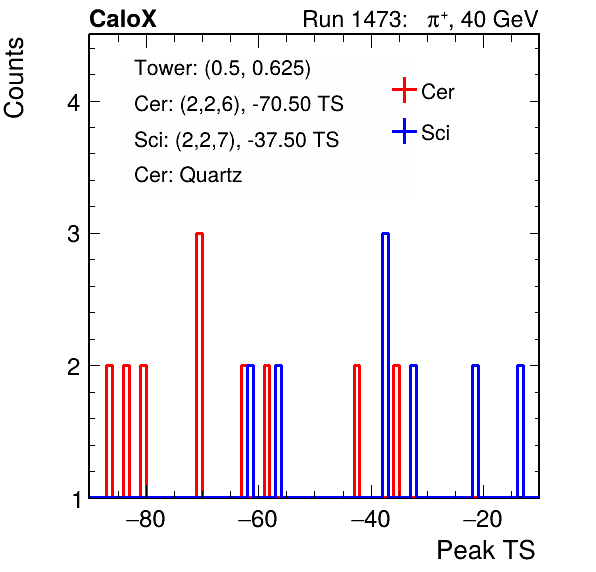 CaloX Run 1473: π⁺, 40 GeV
Counts
Tower: (0.5, 0.625)
Cer: (2,2,6), -70.50 TS
Sci: (2,2,7), -37.50 TS
Cer: Quartz
Cer
Sci
4
3
2
1
−80 −60 −40 −20
Peak TS